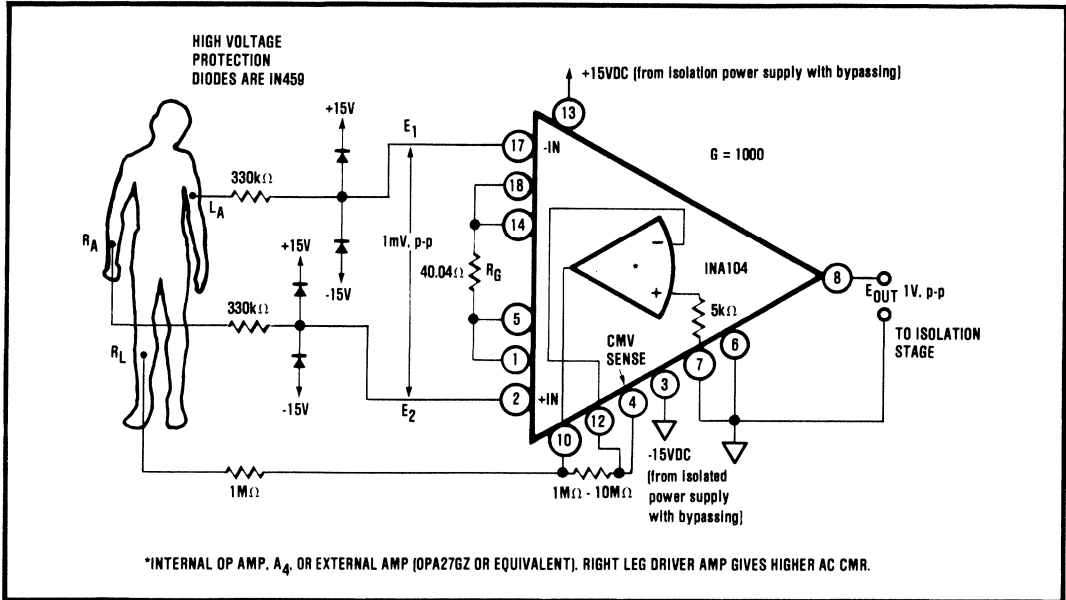 HIGH VOLTAGE
PROTECTION
DIODES ARE IN459
+15VDC (from isolation power supply with bypassing)
13
+15V
E1
17
-IN
G = 1000
330kΩ
18
LA
14
RA
+15V
1mV, p-p
-15V
40.04Ω
RG
-
*
+
INA104
8
EOUT 1V, p-p
330kΩ
5
5kΩ
TO ISOLATION
STAGE
RL
1
CMV
SENSE
7
6
-15V
2
+IN
E2
3
4
12
10
-15VDC
(from isolated
power supply
with bypassing)
1MΩ
1MΩ - 10MΩ
*INTERNAL OP AMP, A4, OR EXTERNAL AMP (OPA27GZ OR EQUIVALENT). RIGHT LEG DRIVER AMP GIVES HIGHER AC CMR.